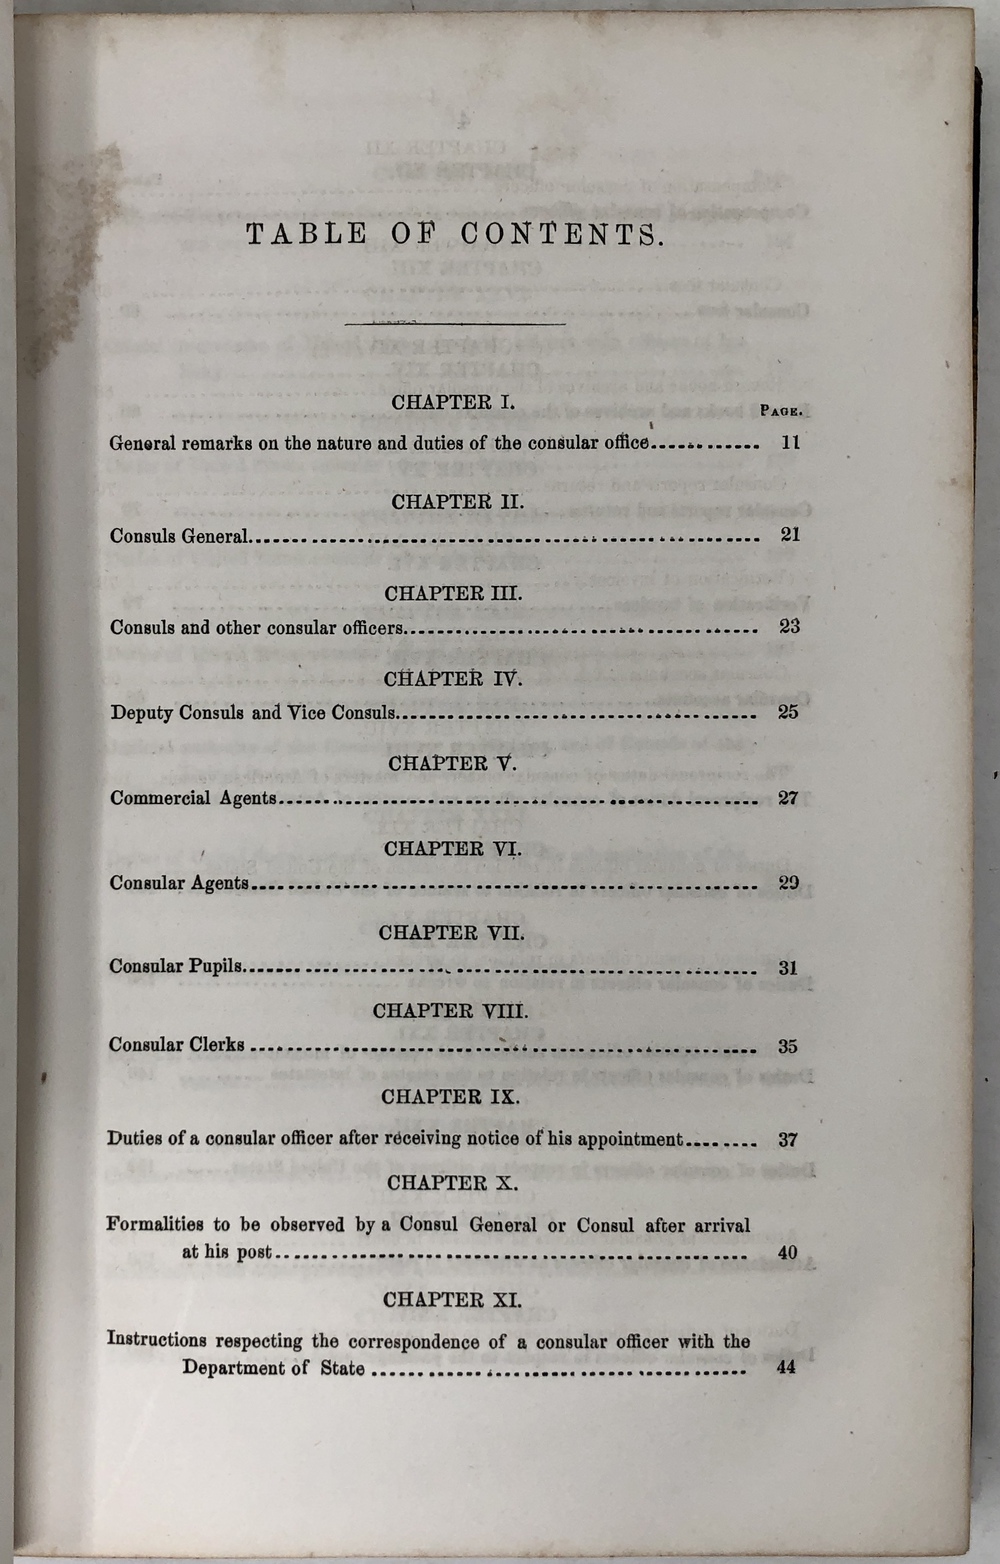 TABLE OF CONTENTS.
CHAPTER I.
PAGE.
General remarks on the nature and duties of the consular office............ 11
CHAPTER II.
Consuls General............................................................ 21
CHAPTER III.
Consuls and other consular officers........................................ 23
CHAPTER IV.
Deputy Consuls and Vice Consuls............................................ 25
CHAPTER V.
Commercial Agents.......................................................... 27
CHAPTER VI.
Consular Agents............................................................ 29
CHAPTER VII.
Consular Pupils............................................................ 31
CHAPTER VIII.
Consular Clerks ........................................................... 35
CHAPTER IX.
Duties of a consular officer after receiving notice of his appointment........ 37
CHAPTER X.
Formalities to be observed by a Consul General or Consul after arrival
at his post.................................................... 40
CHAPTER XI.
Instructions respecting the correspondence of a consular officer with the
Department of State .......................................... 44